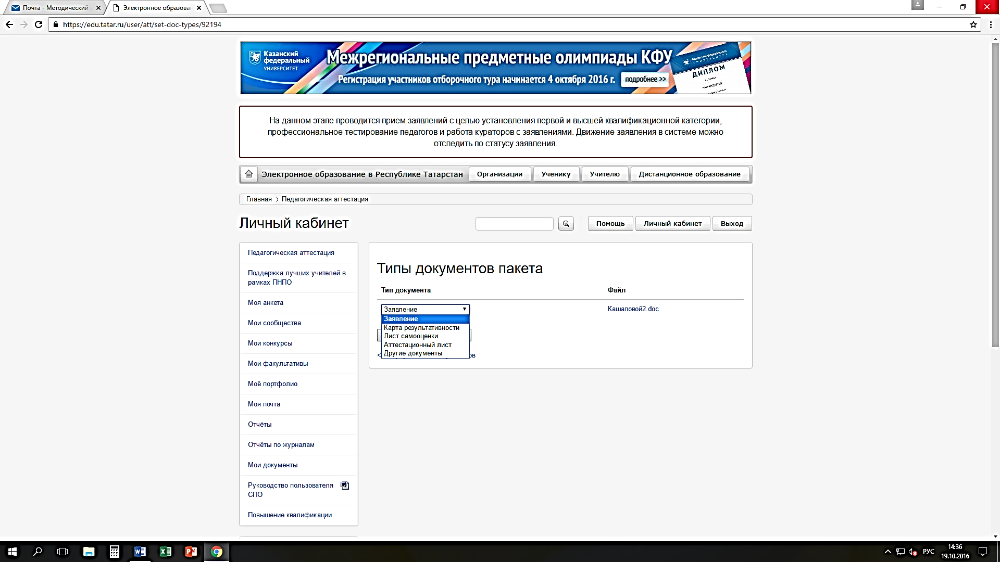 Почта - Методический
Электронное образован
https://edu.tatar.ru/user/att/set-doc-types/92194
Казанский
федеральный
УНИВЕРСИТЕТ
Межрегиональные предметные олимпиады КФУ
Регистрация участников отборочного тура начинается 4 октября 2016 г.
подробнее >>
Казанский федеральный
УНИВЕРСИТЕТ
ДИПЛОМ
На данном этапе проводится прием заявлений с целью установления первой и высшей квалификационной категории,
профессиональное тестирование педагогов и работа кураторов с заявлениями. Движение заявления в системе можно
отследить по статусу заявления.
Электронное образование в Республике Татарстан
Организации
Ученику
Учителю
Дистанционное образование
Главная 〉 Педагогическая аттестация
Личный кабинет
Помощь
Личный кабинет
Выход
Педагогическая аттестация
Поддержка лучших учителей в
рамках ПНПО
Моя анкета
Мои сообщества
Мои конкурсы
Мои факультативы
Моё портфолио
Моя почта
Отчёты
Отчёты по журналам
Мои документы
Руководство пользователя
СПО
Повышение квалификации
Типы документов пакета
Тип документа
Файл
Заявление
Кашаповой2.doc
Заявление
Карта результативности
Лист самооценки
Аттестационный лист
Другие документы
<
ов
РУС
14:36
19.10.2016